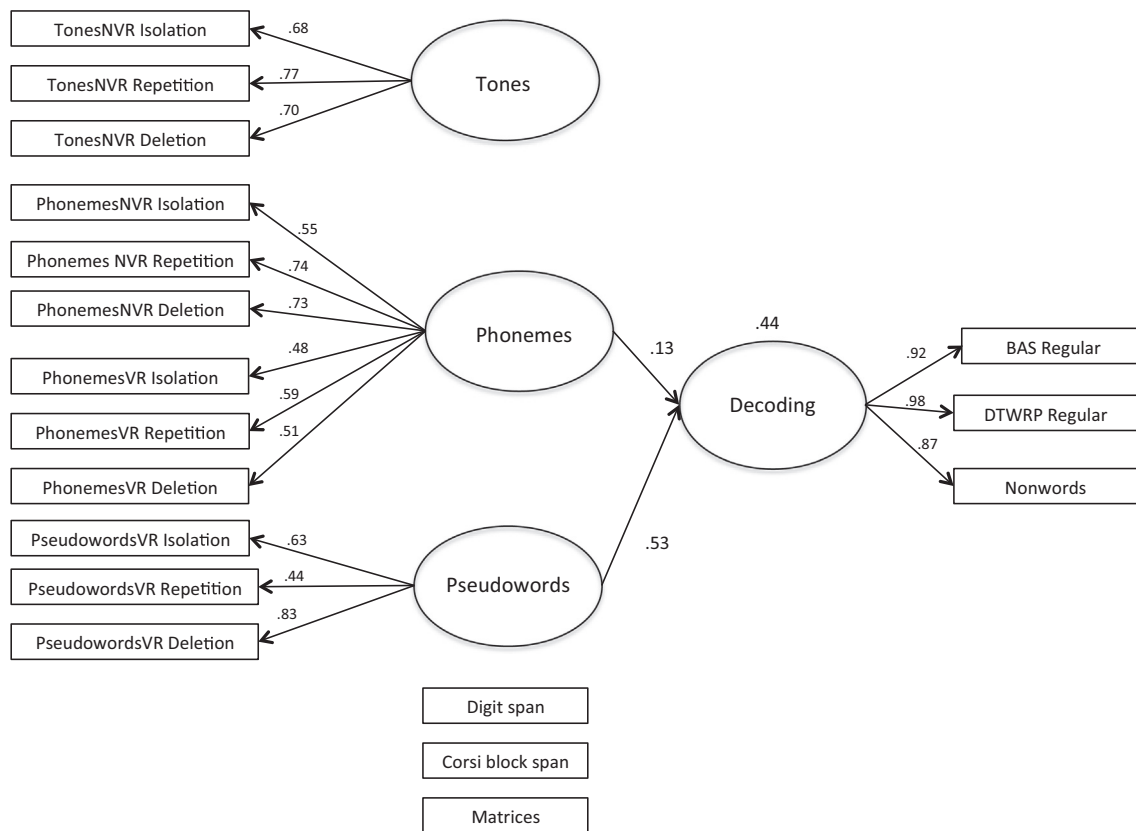 TonesNVR Isolation
.68
TonesNVR Repetition
.77
Tones
TonesNVR Deletion
.70
PhonemesNVR Isolation
.55
Phonemes NVR Repetition
.74
PhonemesNVR Deletion
.73
Phonemes
PhonemesVR Isolation
.48
PhonemesVR Repetition
.59
PhonemesVR Deletion
.51
.13
.44
Decoding
.92
BAS Regular
.98
DTWRP Regular
.87
Nonwords
PseudowordsVR Isolation
.63
PseudowordsVR Repetition
.44
Pseudowords
.53
PseudowordsVR Deletion
.83
Digit span
Corsi block span
Matrices